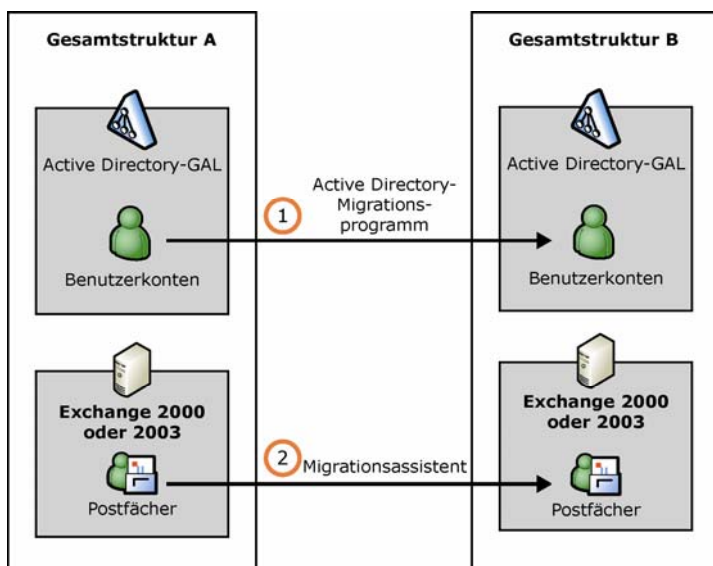 Gesamtstruktur A
Active Directory-GAL
Benutzerkonten
Exchange 2000
oder 2003
Postfächer
1
Active Directory-
Migrations-
programm
2
Migrationsassistent
Gesamtstruktur B
Active Directory-GAL
Benutzerkonten
Exchange 2000
oder 2003
Postfächer